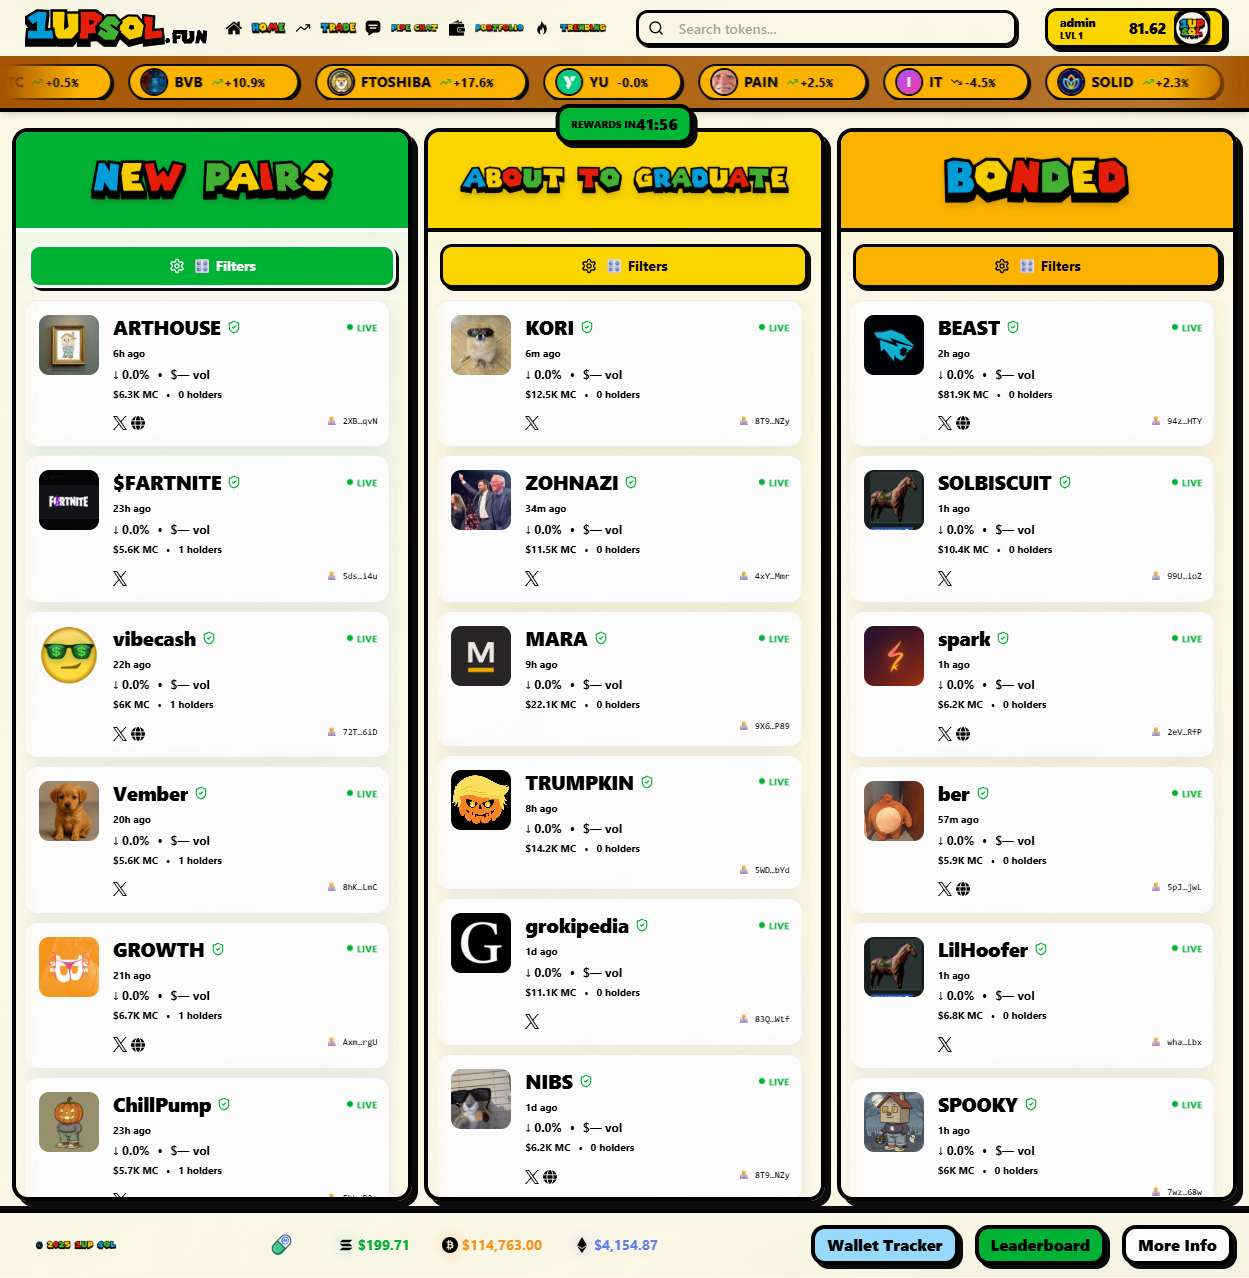 1UPSOL.FUN
HOME
TRADE
PIPE CHAT
PORTFOLIO
TRENDING
Search tokens...
admin
LVL 1
81.62
TC +0.5%
BVB +10.9%
FTOSHIBA +17.6%
YU -0.0%
PAIN +2.5%
IT -4.5%
SOLID +2.3%
REWARDS IN 41:56
NEW PAIRS
Filters
ARTHOUSE
LIVE
6h ago
↓ 0.0% • $— vol
$6.3K MC • 0 holders
2XB…qvN
$FARTNITE
LIVE
FORTNITE
23h ago
↓ 0.0% • $— vol
$5.6K MC • 1 holders
5ds…i4u
vibecash
LIVE
22h ago
↓ 0.0% • $— vol
$6K MC • 1 holders
72T…6iD
Vember
LIVE
20h ago
↓ 0.0% • $— vol
$5.6K MC • 1 holders
8hK…LmC
GROWTH
LIVE
21h ago
↓ 0.0% • $— vol
$6.7K MC • 1 holders
Axm…rgU
ChillPump
LIVE
23h ago
↓ 0.0% • $— vol
$5.7K MC • 1 holders
ABOUT TO GRADUATE
Filters
KORI
LIVE
6m ago
↓ 0.0% • $— vol
$12.5K MC • 0 holders
8T9…NZy
ZOHNAZI
LIVE
34m ago
↓ 0.0% • $— vol
$11.5K MC • 0 holders
4xY…Mmr
MARA
LIVE
M
9h ago
↓ 0.0% • $— vol
$22.1K MC • 0 holders
9X6…P89
TRUMPKIN
LIVE
8h ago
↓ 0.0% • $— vol
$14.2K MC • 0 holders
5WD…bYd
grokipedia
LIVE
G
1d ago
↓ 0.0% • $— vol
$11.1K MC • 0 holders
83Q…Wtf
NIBS
LIVE
1d ago
↓ 0.0% • $— vol
$6.2K MC • 0 holders
8T9…NZy
BONDED
Filters
BEAST
LIVE
2h ago
↓ 0.0% • $— vol
$81.9K MC • 0 holders
94z…HTY
SOLBISCUIT
LIVE
1h ago
↓ 0.0% • $— vol
$10.4K MC • 0 holders
99U…ioZ
spark
LIVE
1h ago
↓ 0.0% • $— vol
$6.2K MC • 0 holders
2eV…RfP
ber
LIVE
57m ago
↓ 0.0% • $— vol
$5.9K MC • 0 holders
5pJ…jwL
LilHoofer
LIVE
1h ago
↓ 0.0% • $— vol
$6.8K MC • 0 holders
wha…Lbx
SPOOKY
LIVE
1h ago
↓ 0.0% • $— vol
$6K MC • 0 holders
7wz…68w
© 2025 1UP SOL
$199.71
$114,763.00
$4,154.87
Wallet Tracker
Leaderboard
More Info